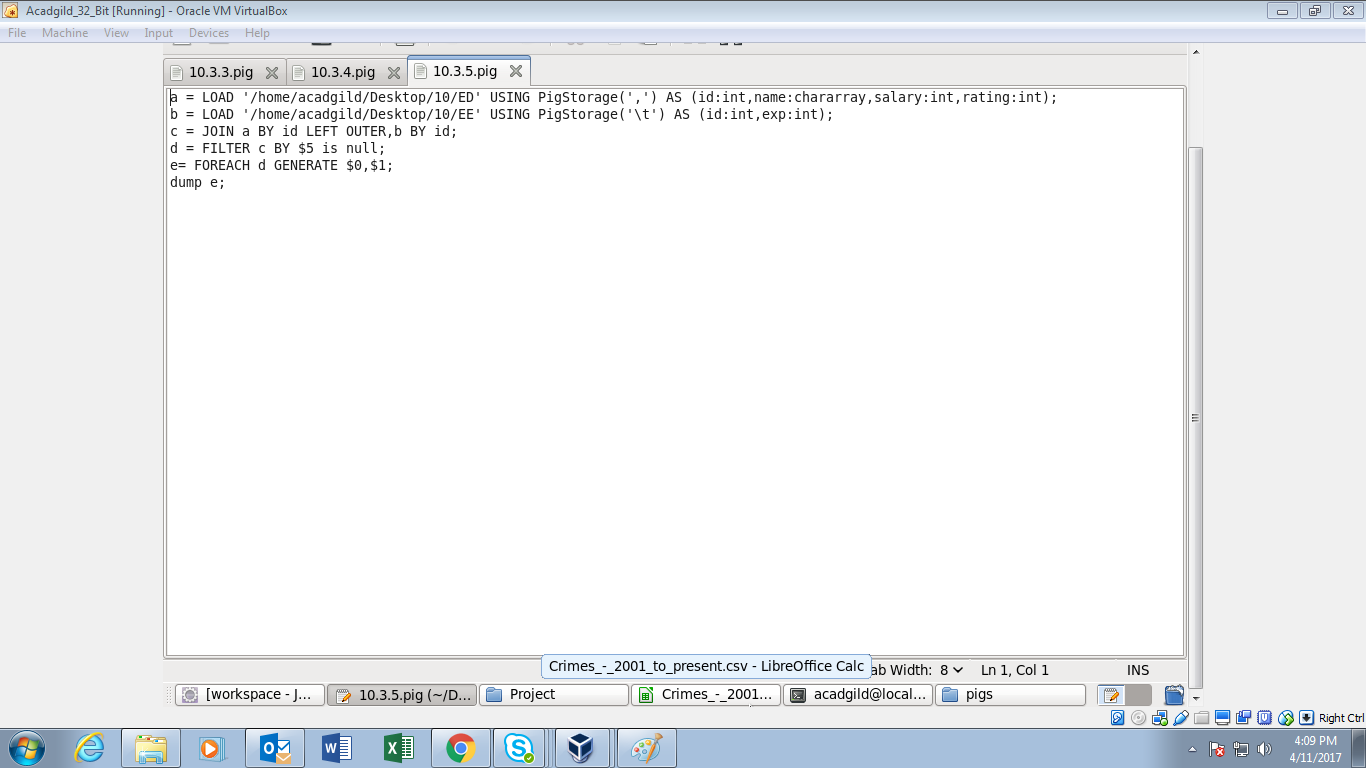 Acadgild_32_Bit [Running] - Oracle VM VirtualBox
File Machine View Input Devices Help
10.3.3.pig 10.3.4.pig 10.3.5.pig
a = LOAD '/home/acadgild/Desktop/10/ED' USING PigStorage(',') AS (id:int,name:chararray,salary:int,rating:int);
b = LOAD '/home/acadgild/Desktop/10/EE' USING PigStorage('\t') AS (id:int,exp:int);
c = JOIN a BY id LEFT OUTER,b BY id;
d = FILTER c BY $5 is null;
e= FOREACH d GENERATE $0,$1;
dump e;
Crimes_-_2001_to_present.csv - LibreOffice Calc
ab Width: 8 Ln 1, Col 1 INS
[workspace - J... 10.3.5.pig (~/D... Project Crimes_-_2001... acadgild@local... pigs
Right Ctrl
4:09 PM
4/11/2017